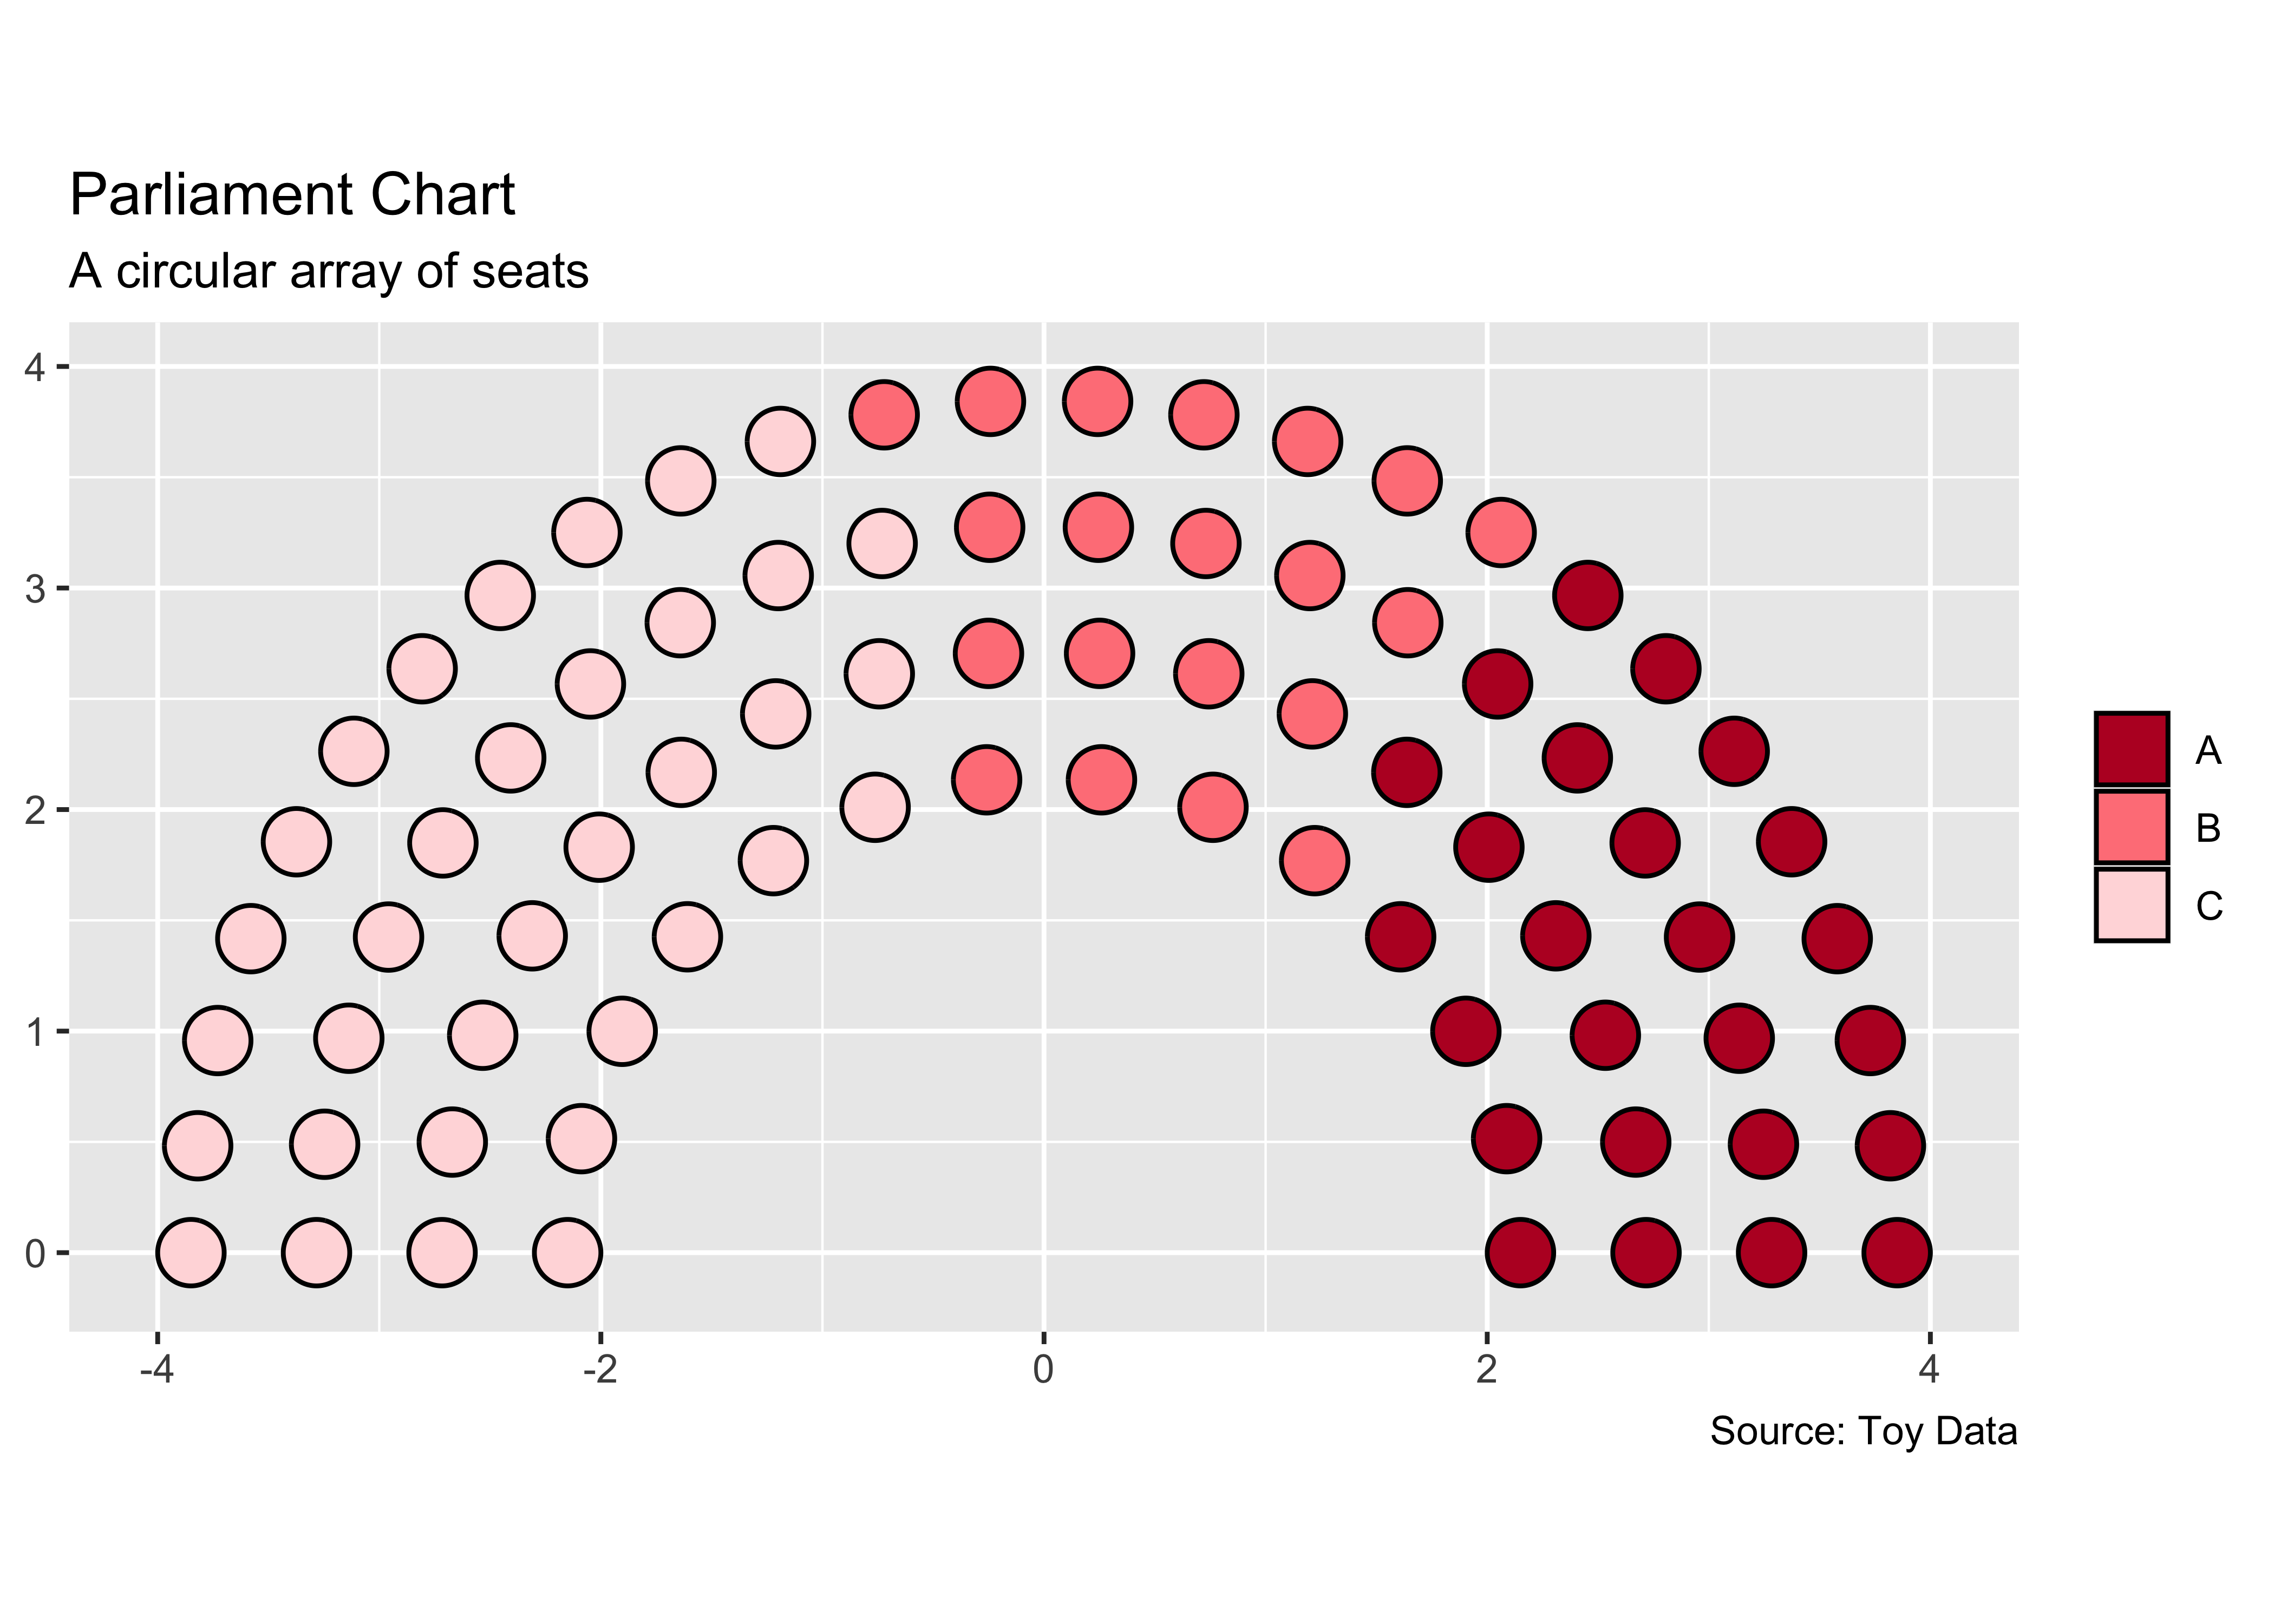 Parliament Chart
A circular array of seats
4
3
2
1
0
-4 -2 0 2 4
A
B
C
Source: Toy Data